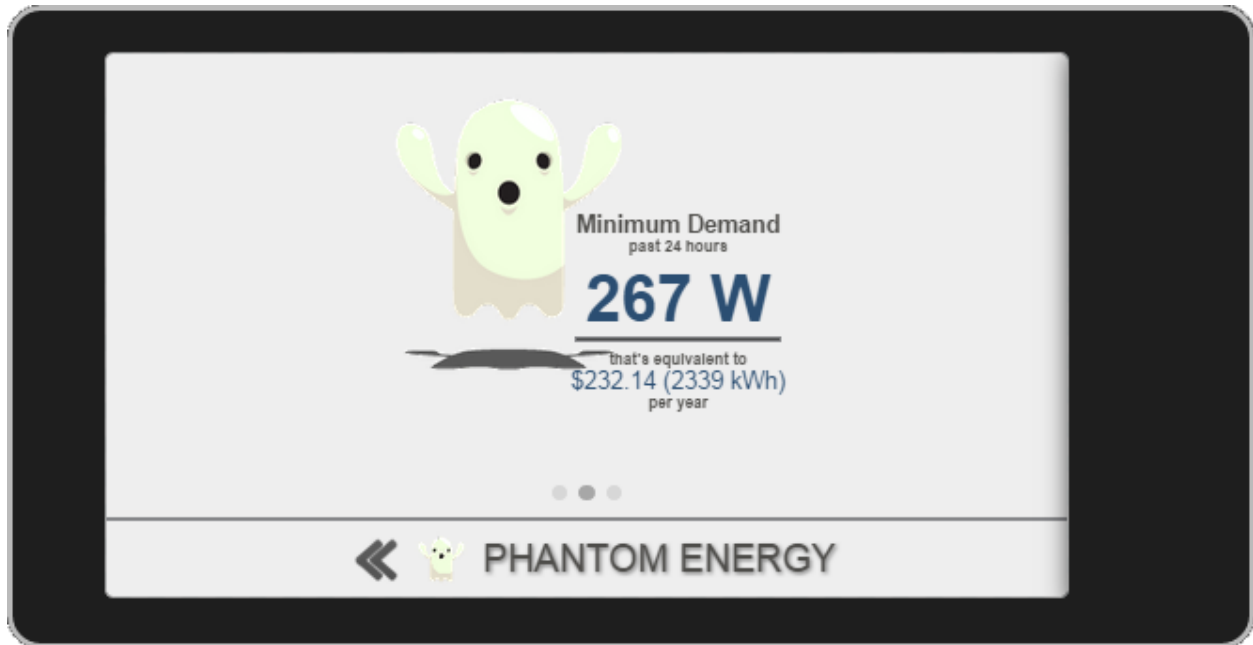 Minimum Demand
past 24 hours
267 W
that's equivalent to
$232.14 (2339 kWh)
per year
PHANTOM ENERGY